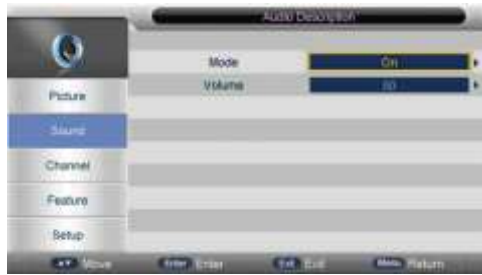 Audio Description
Mode On
Volume
Picture
Sound
Channel
Feature
Setup
Move Enter Enter Exit Exit Menu Return